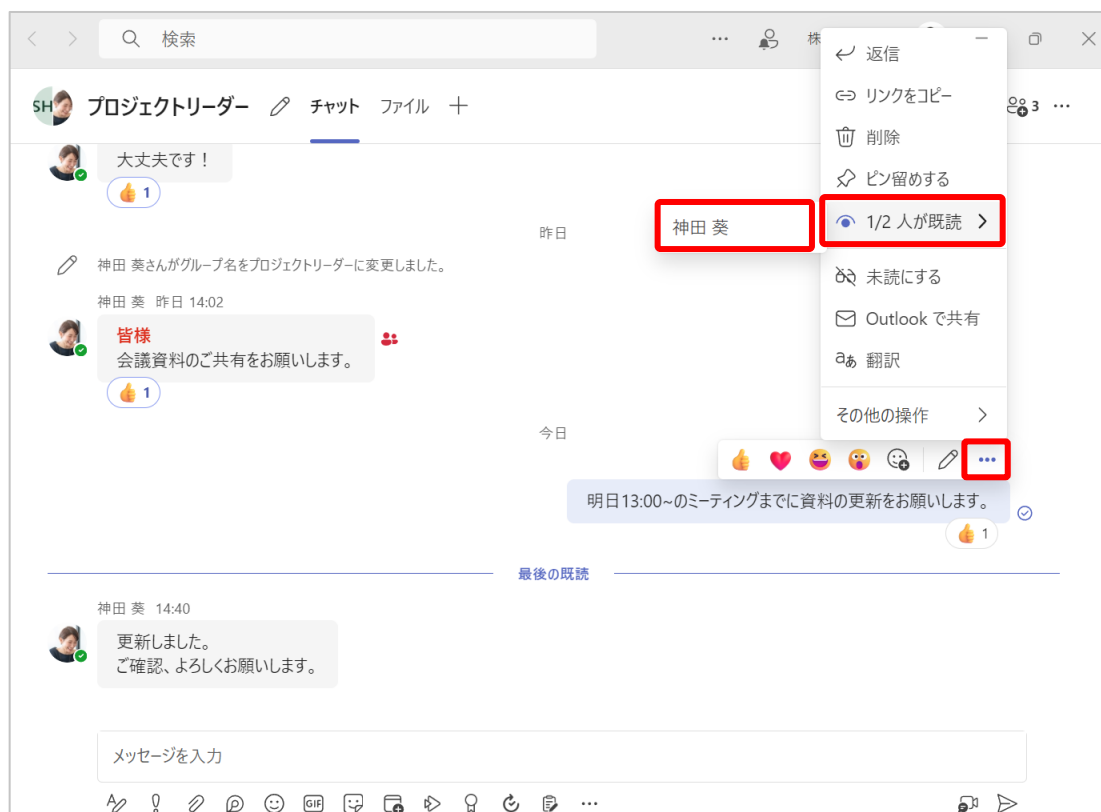 検索
… 株
SH プロジェクトリーダー チャット ファイル
3 …
大丈夫です！
1
返信
リンクをコピー
削除
ピン留めする
1/2 人が既読
神田 葵
未読にする
Outlook で共有
aあ 翻訳
その他の操作
昨日
神田 葵さんがグループ名をプロジェクトリーダーに変更しました。
神田 葵 昨日 14:02
皆様
会議資料のご共有をお願いします。
1
今日
明日13:00~のミーティングまでに資料の更新をお願いします。
1
最後の既読
神田 葵 14:40
更新しました。
ご確認、よろしくお願いします。
メッセージを入力
GIF